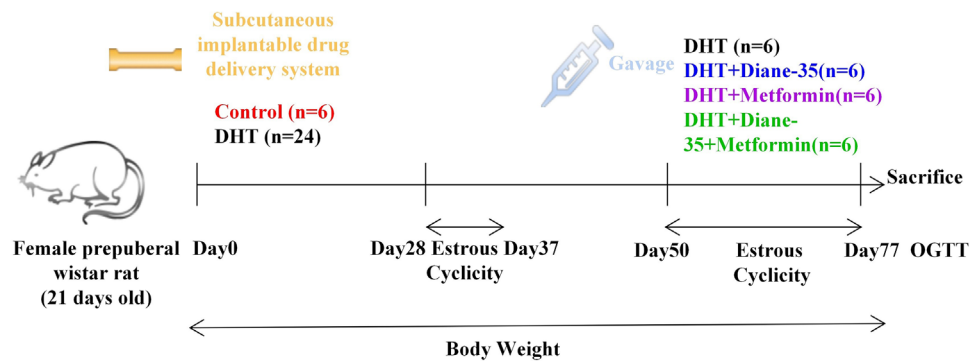 Subcutaneous
implantable drug
delivery system
Control (n=6)
DHT (n=24)
Gavage
DHT (n=6)
DHT+Diane-35(n=6)
DHT+Metformin(n=6)
DHT+Diane-
35+Metformin(n=6)
Sacrifice
Female prepuberal
wistar rat
(21 days old)
Day0
Day28 Estrous Day37
Cyclicity
Day50
Estrous
Cyclicity
Day77 OGTT
Body Weight